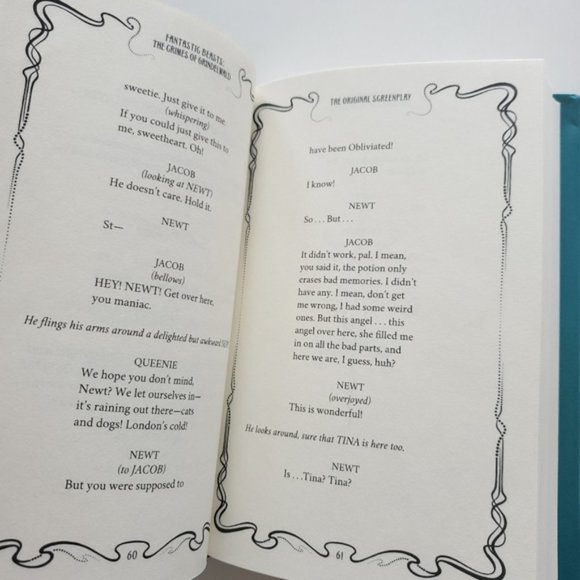 FANTASTIC BEASTS:
THE CRIMES OF GRINDELWALD
sweetie. Just give it to me.
(whispering)
If you could just give this to
me, sweetheart. Oh!
JACOB
(looking at NEWT)
He doesn't care. Hold it.
NEWT
St—
JACOB
(bellows)
HEY! NEWT! Get over here,
you maniac.
He flings his arms around a delighted but awkward
QUEENIE
We hope you don't mind,
Newt? We let ourselves in—
it's raining out there—cats
and dogs! London's cold!
NEWT
(to JACOB)
But you were supposed to
60
THE ORIGINAL SCREENPLAY
have been Obliviated!
JACOB
I know!
NEWT
So . . . But . . .
JACOB
It didn't work, pal. I mean,
you said it, the potion only
erases bad memories. I didn't
have any. I mean, don't get
me wrong, I had some weird
ones. But this angel . . . this
angel over here, she filled me
in on all the bad parts, and
here we are, I guess, huh?
NEWT
(overjoyed)
This is wonderful!
He looks around, sure that TINA is here too.
NEWT
Is . . .Tina? Tina?
61